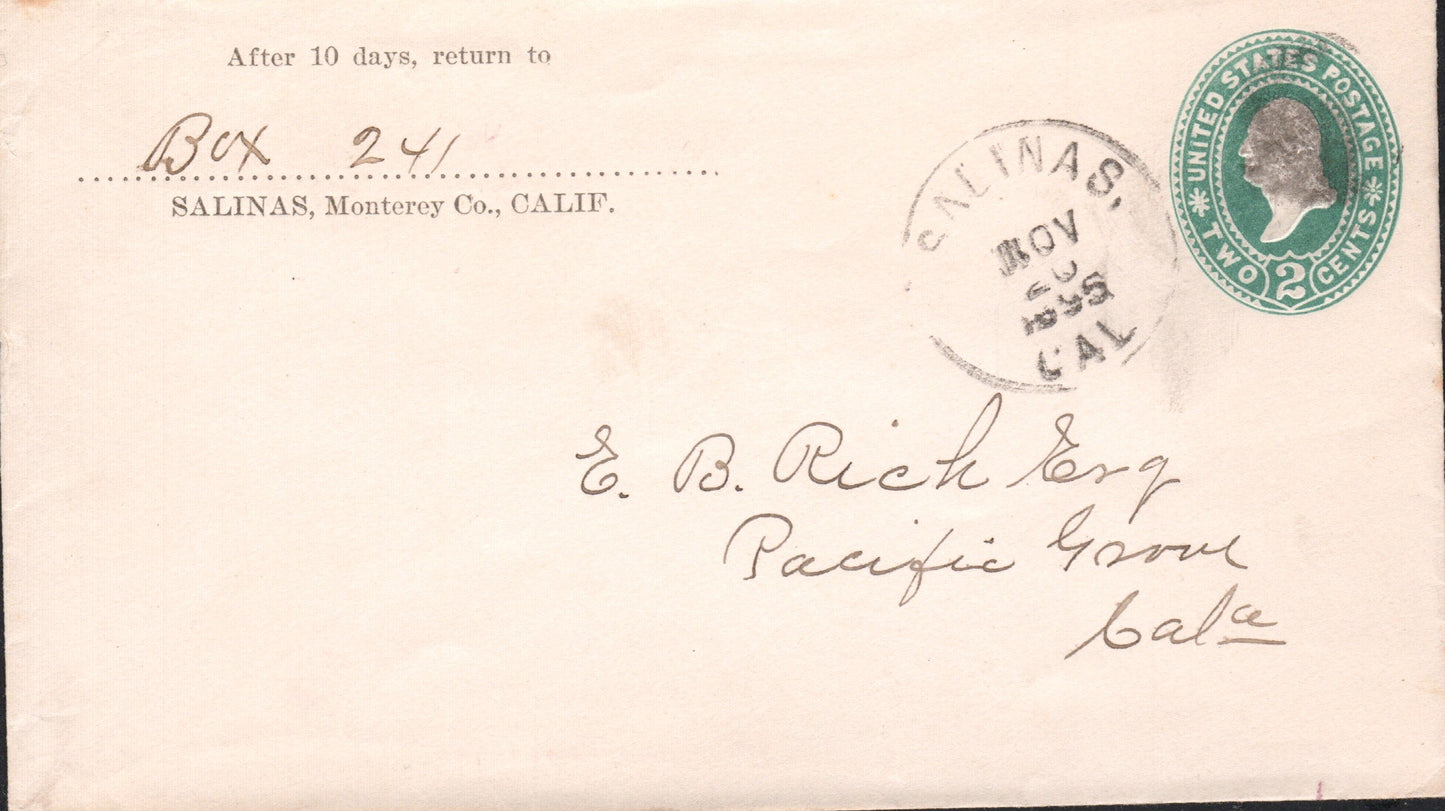 After 10 days, return to
Box 241
SALINAS, Monterey Co., CALIF.
UNITED STATES POSTAGE
TWO 2 CENTS
SALINAS,
NOV
1895
CAL
E. B. Rich Esq
Pacific Grove
Cala